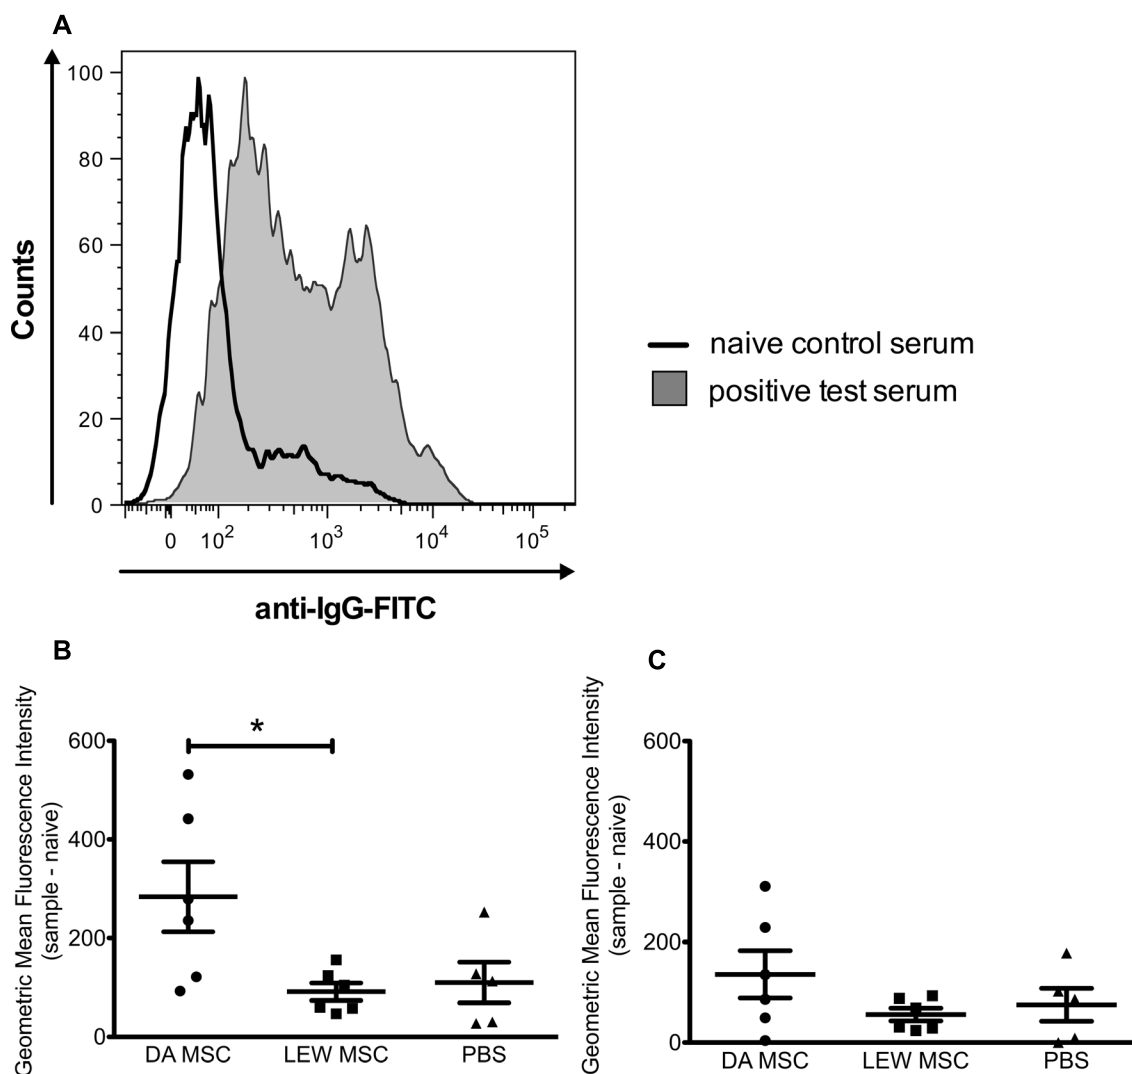 A
100
80
60
40
20
0
Counts
0 10² 10³ 10⁴ 10⁵
anti-IgG-FITC
naive control serum
positive test serum
B
Geometric Mean Fluorescence Intensity
(sample - naive)
600
400
200
0
*
DA MSC LEW MSC PBS
C
Geometric Mean Fluorescence Intensity
(sample - naive)
600
400
200
0
DA MSC LEW MSC PBS